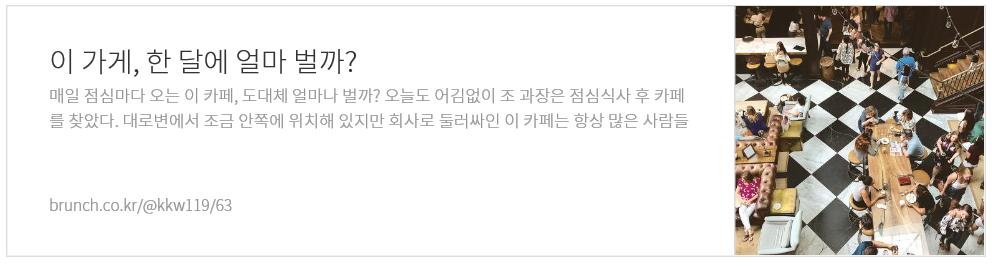 이 가게, 한 달에 얼마 벌까?
매일 점심마다 오는 이 카페, 도대체 얼마나 벌까? 오늘도 어김없이 조 과장은 점심식사 후 카페
를 찾았다. 대로변에서 조금 안쪽에 위치해 있지만 회사로 둘러싸인 이 카페는 항상 많은 사람들
brunch.co.kr/@kkw119/63